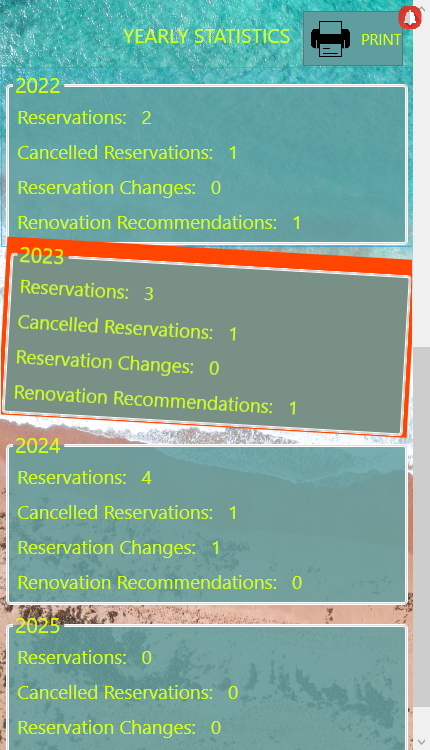 YEARLY STATISTICS
PRINT
2022
Reservations: 2
Cancelled Reservations: 1
Reservation Changes: 0
Renovation Recommendations: 1
2023
Reservations: 3
Cancelled Reservations: 1
Reservation Changes: 0
Renovation Recommendations: 1
2024
Reservations: 4
Cancelled Reservations: 1
Reservation Changes: 1
Renovation Recommendations: 0
2025
Reservations: 0
Cancelled Reservations: 0
Reservation Changes: 0